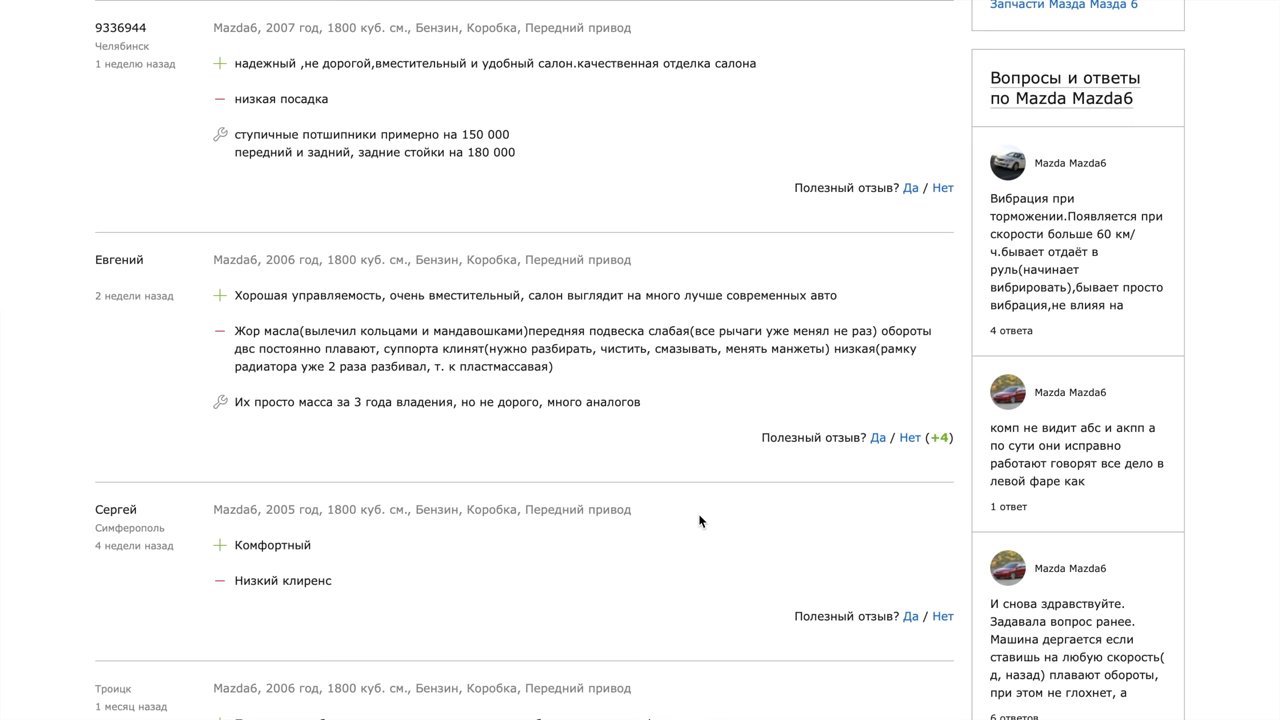 9336944
Mazda6, 2007 год, 1800 куб. см., Бензин, Коробка, Передний привод
Челябинск
1 неделю назад
надежный ,не дорогой,вместительный и удобный салон.качественная отделка салона
низкая посадка
ступичные потшипники примерно на 150 000
передний и задний, задние стойки на 180 000
Полезный отзыв? Да / Нет
Евгений
Mazda6, 2006 год, 1800 куб. см., Бензин, Коробка, Передний привод
2 недели назад
Хорошая управляемость, очень вместительный, салон выглядит на много лучше современных авто
Жор масла(вылечил кольцами и мандавошками)передняя подвеска слабая(все рычаги уже менял не раз) обороты
двс постоянно плавают, суппорта клинят(нужно разбирать, чистить, смазывать, менять манжеты) низкая(рамку
радиатора уже 2 раза разбивал, т. к пластмассавая)
Их просто масса за 3 года владения, но не дорого, много аналогов
Полезный отзыв? Да / Нет (+4)
Сергей
Mazda6, 2005 год, 1800 куб. см., Бензин, Коробка, Передний привод
Симферополь
4 недели назад
Комфортный
Низкий клиренс
Полезный отзыв? Да / Нет
Троицк
Mazda6, 2006 год, 1800 куб. см., Бензин, Коробка, Передний привод
1 месяц назад
Запчасти Мазда Мазда 6
Вопросы и ответы
по Mazda Mazda6
Mazda Mazda6
Вибрация при
торможении.Появляется при
скорости больше 60 км/
ч.бывает отдаёт в
руль(начинает
вибрировать),бывает просто
вибрация,не влияя на
4 ответа
Mazda Mazda6
комп не видит абс и акпп а
по сути они исправно
работают говорят все дело в
левой фаре как
1 ответ
Mazda Mazda6
И снова здравствуйте.
Задавала вопрос ранее.
Машина дергается если
ставишь на любую скорость(
д, назад) плавают обороты,
при этом не глохнет, а
6 ответов